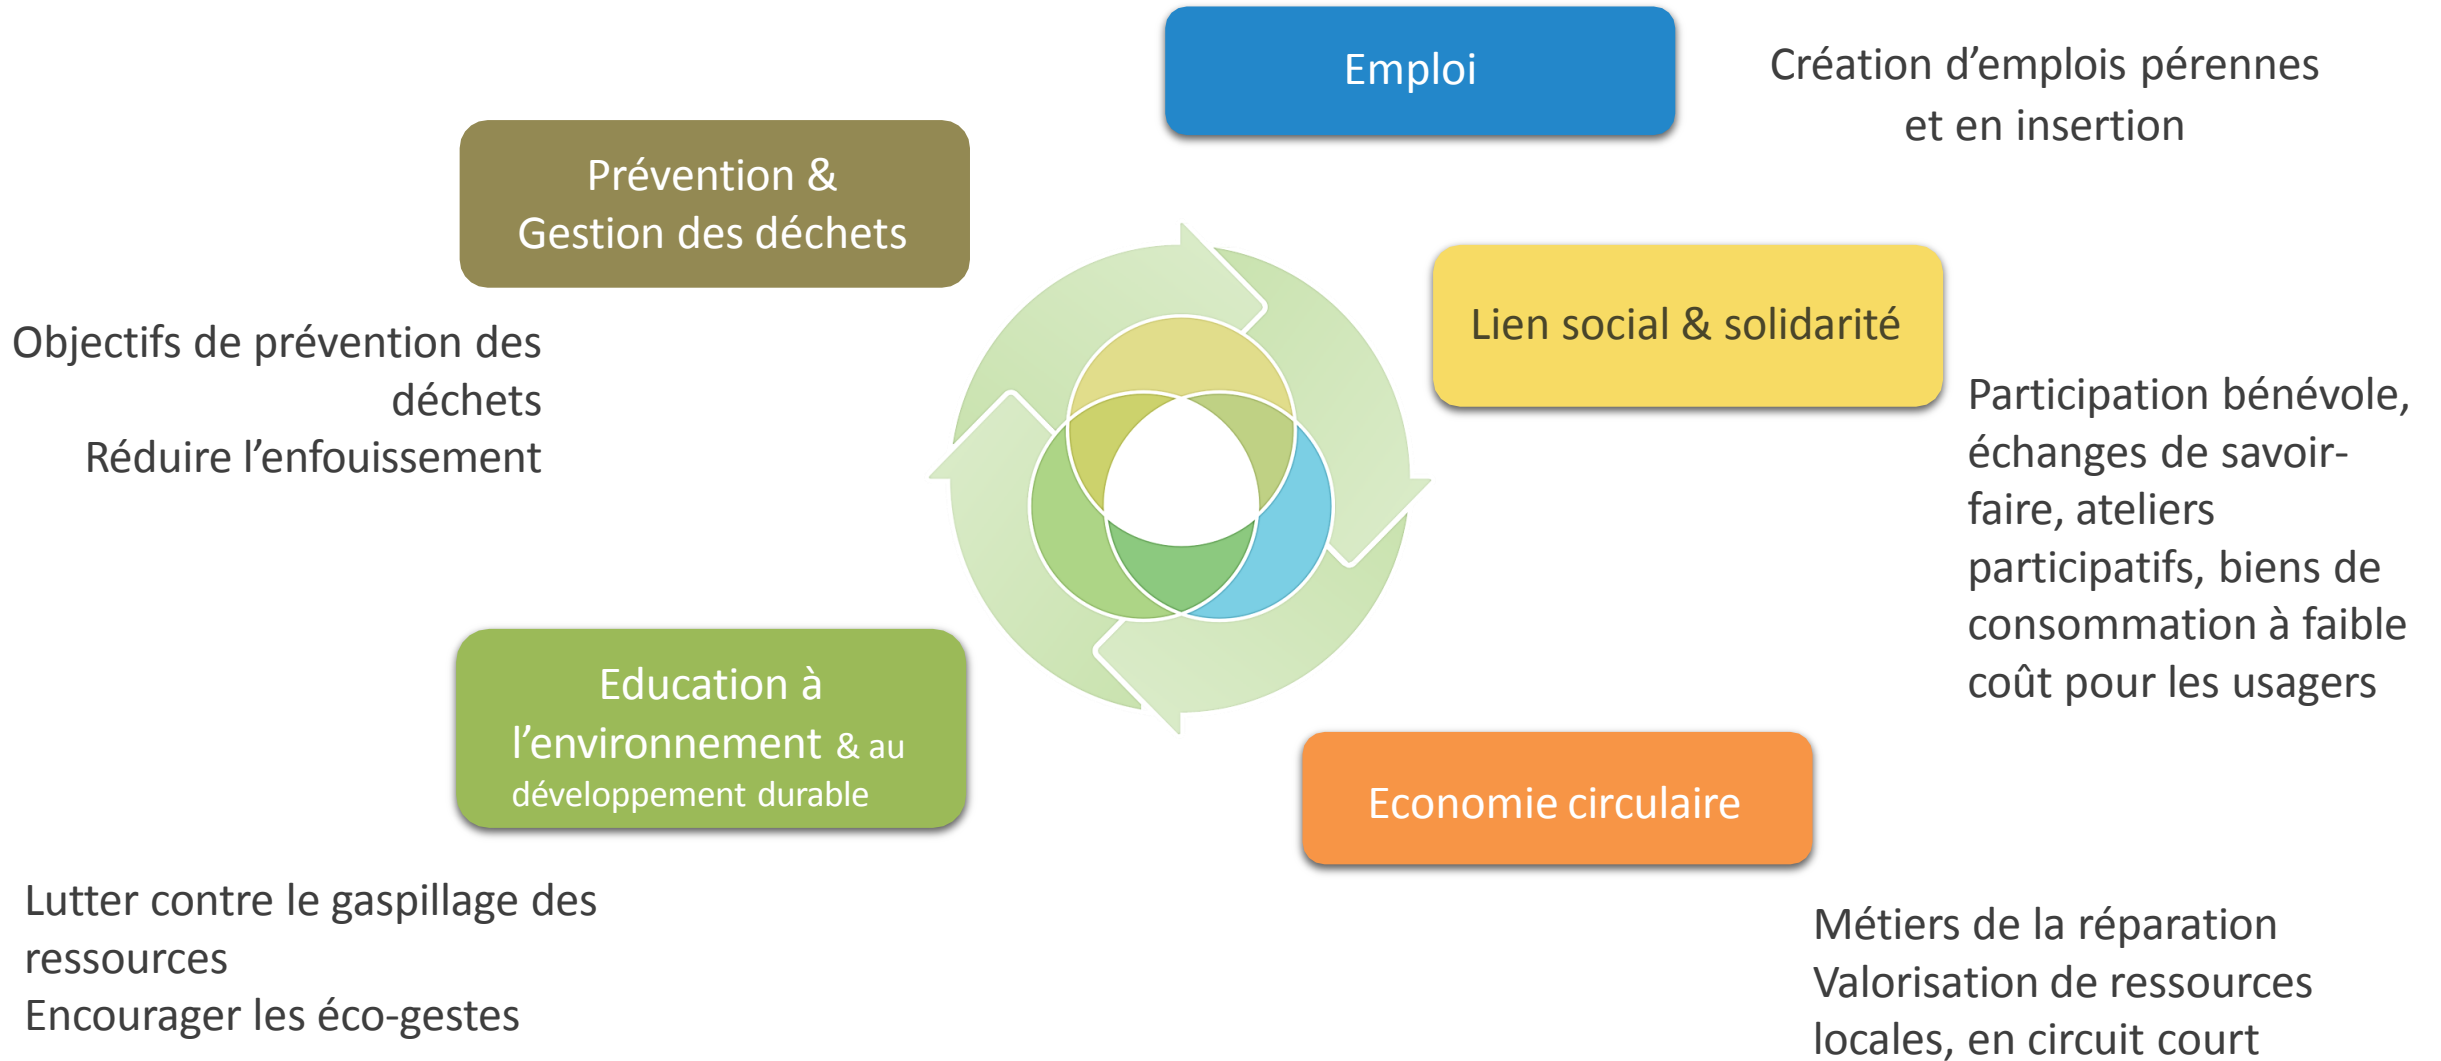 Emploi
Création d’emplois pérennes
et en insertion
Prévention &
Gestion des déchets
Objectifs de prévention des
déchets
Réduire l’enfouissement
Lien social & solidarité
Participation bénévole,
échanges de savoir-
faire, ateliers
participatifs, biens de
consommation à faible
coût pour les usagers
Education à
l’environnement & au
développement durable
Lutter contre le gaspillage des
ressources
Encourager les éco-gestes
Economie circulaire
Métiers de la réparation
Valorisation de ressources
locales, en circuit court